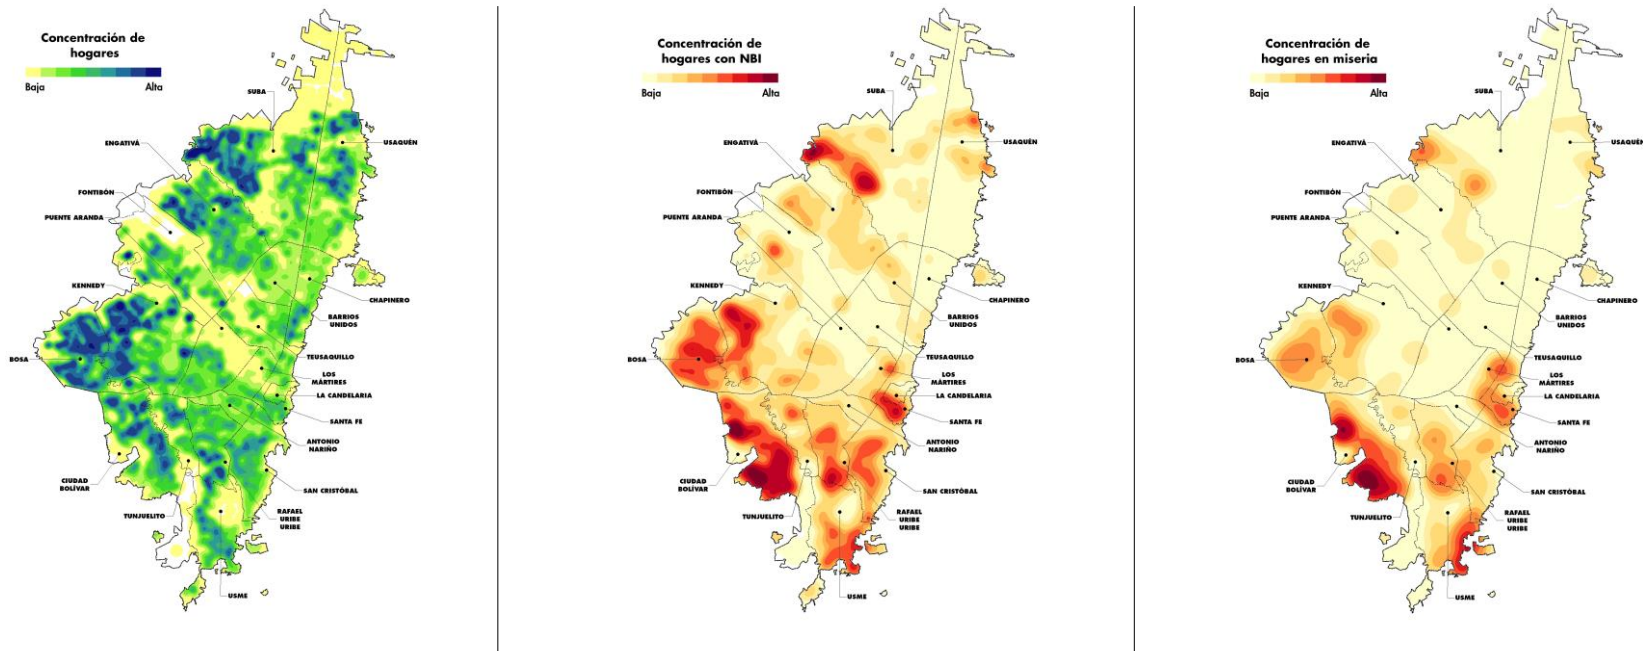 Concentración de
hogares
Baja
Alta
SUBA
ENGATIVÁ
USAQUÉN
FONTIBÓN
PUENTE ARANDA
KENNEDY
CHAPINERO
BARRIOS
UNIDOS
BOSA
TEUSAQUILLO
LOS
MÁRTIRES
LA CANDELARIA
SANTA FE
ANTONIO
NARIÑO
CIUDAD
BOLÍVAR
SAN CRISTÓBAL
TUNJUELITO
RAFAEL
URIBE
URIBE
USME
Concentración de
hogares con NBI
Baja
Alta
SUBA
ENGATIVÁ
USAQUÉN
FONTIBÓN
PUENTE ARANDA
KENNEDY
CHAPINERO
BARRIOS
UNIDOS
BOSA
TEUSAQUILLO
LOS
MÁRTIRES
LA CANDELARIA
SANTA FE
ANTONIO
NARIÑO
CIUDAD
BOLÍVAR
SAN CRISTÓBAL
TUNJUELITO
RAFAEL
URIBE
URIBE
USME
Concentración de
hogares en miseria
Baja
Alta
SUBA
ENGATIVÁ
USAQUÉN
FONTIBÓN
PUENTE ARANDA
KENNEDY
CHAPINERO
BARRIOS
UNIDOS
BOSA
TEUSAQUILLO
LOS
MÁRTIRES
LA CANDELARIA
SANTA FE
ANTONIO
NARIÑO
CIUDAD
BOLÍVAR
SAN CRISTÓBAL
TUNJUELITO
RAFAEL
URIBE
URIBE
USME